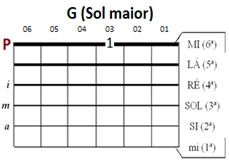 G (Sol maior)
06 05 04 03 02 01
P 1 MI (6ª)
LÀ (5ª)
i RÉ (4ª)
m SOL (3ª)
a SI (2ª)
mi (1ª)